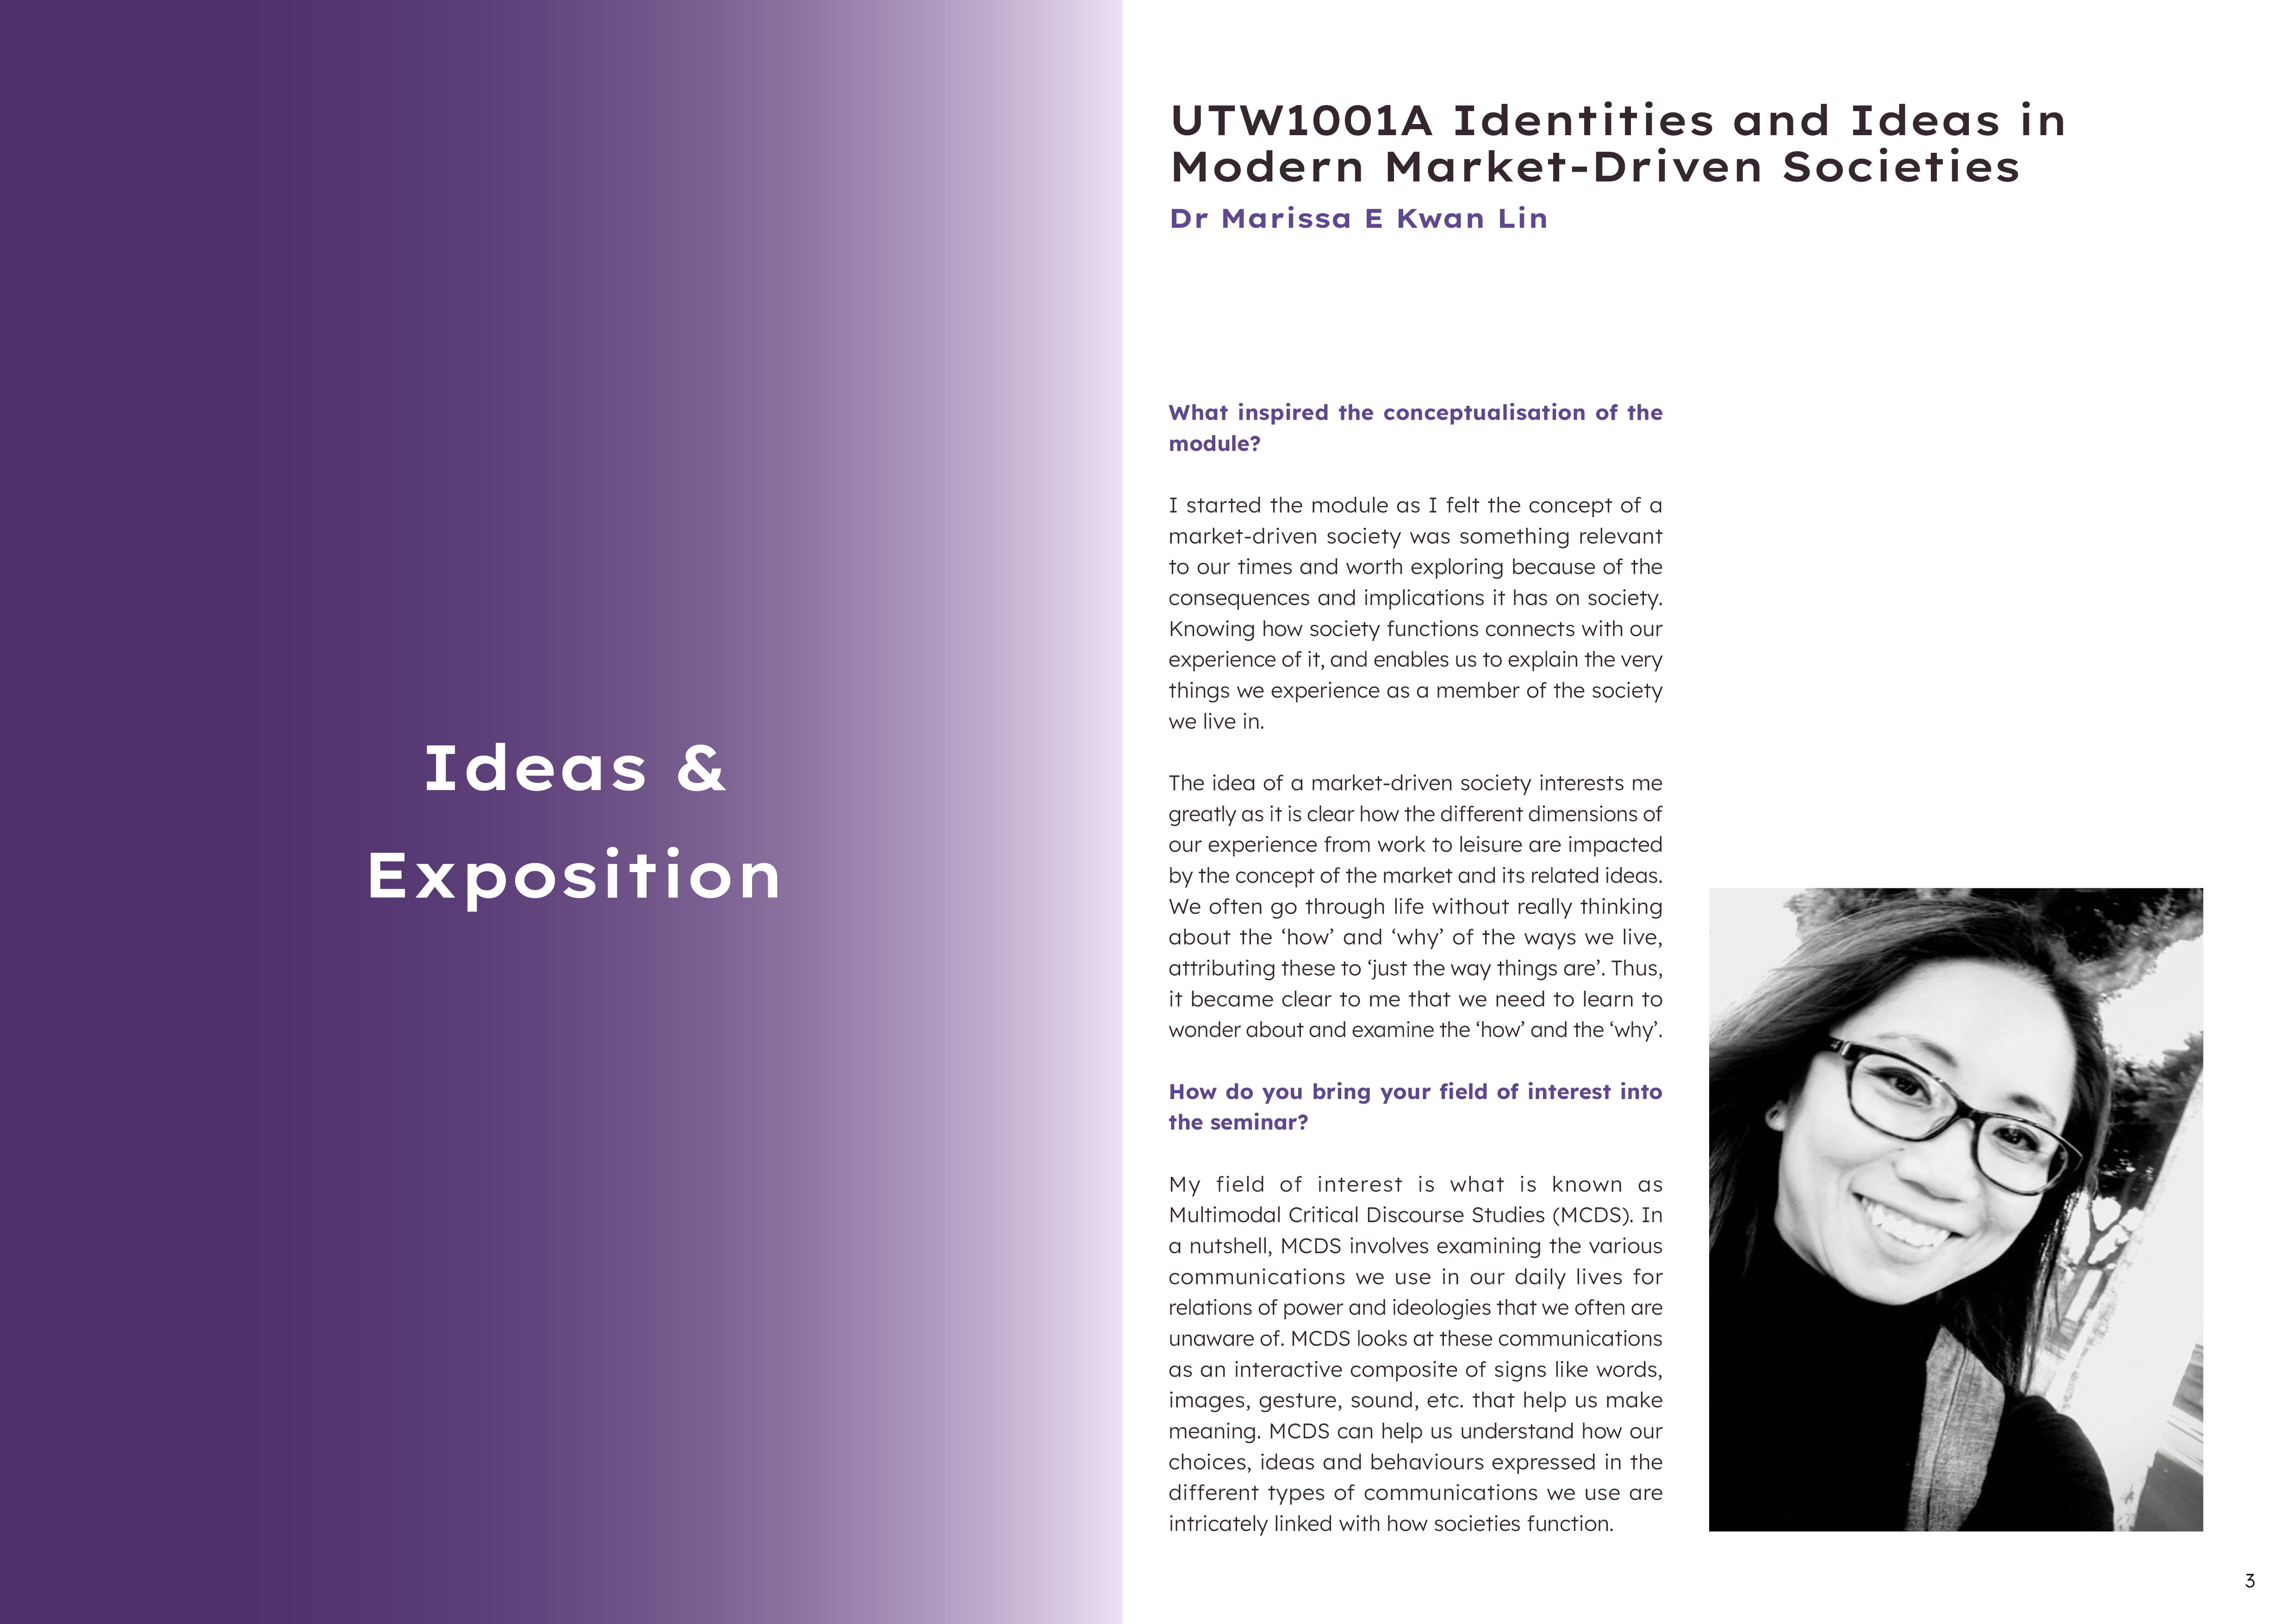 Ideas &
Exposition
UTW1001A Identities and Ideas in
Modern Market-Driven Societies
Dr Marissa E Kwan Lin
What inspired the conceptualisation of the
module?
I started the module as I felt the concept of a
market-driven society was something relevant
to our times and worth exploring because of the
consequences and implications it has on society.
Knowing how society functions connects with our
experience of it, and enables us to explain the very
things we experience as a member of the society
we live in.
The idea of a market-driven society interests me
greatly as it is clear how the different dimensions of
our experience from work to leisure are impacted
by the concept of the market and its related ideas.
We often go through life without really thinking
about the ‘how’ and ‘why’ of the ways we live,
attributing these to ‘just the way things are’. Thus,
it became clear to me that we need to learn to
wonder about and examine the ‘how’ and the ‘why’.
How do you bring your field of interest into
the seminar?
My field of interest is what is known as
Multimodal Critical Discourse Studies (MCDS). In
a nutshell, MCDS involves examining the various
communications we use in our daily lives for
relations of power and ideologies that we often are
unaware of. MCDS looks at these communications
as an interactive composite of signs like words,
images, gesture, sound, etc. that help us make
meaning. MCDS can help us understand how our
choices, ideas and behaviours expressed in the
different types of communications we use are
intricately linked with how societies function.
3